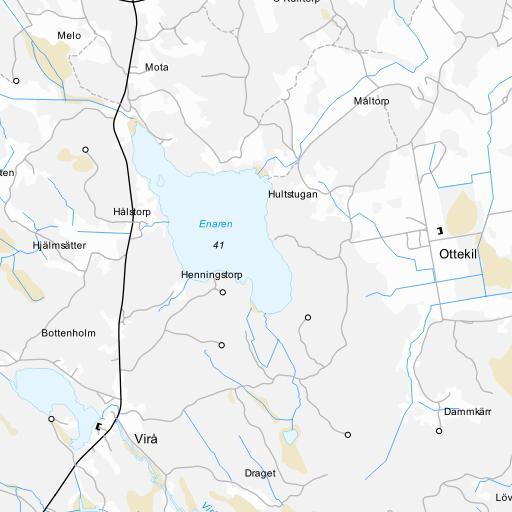 Melo
Mota
Måltorp
Hultstugan
Hålstorp
Enaren
41
Hjälmsätter
Ottekil
Henningstorp
Bottenholm
Dammkärr
Virå
Draget